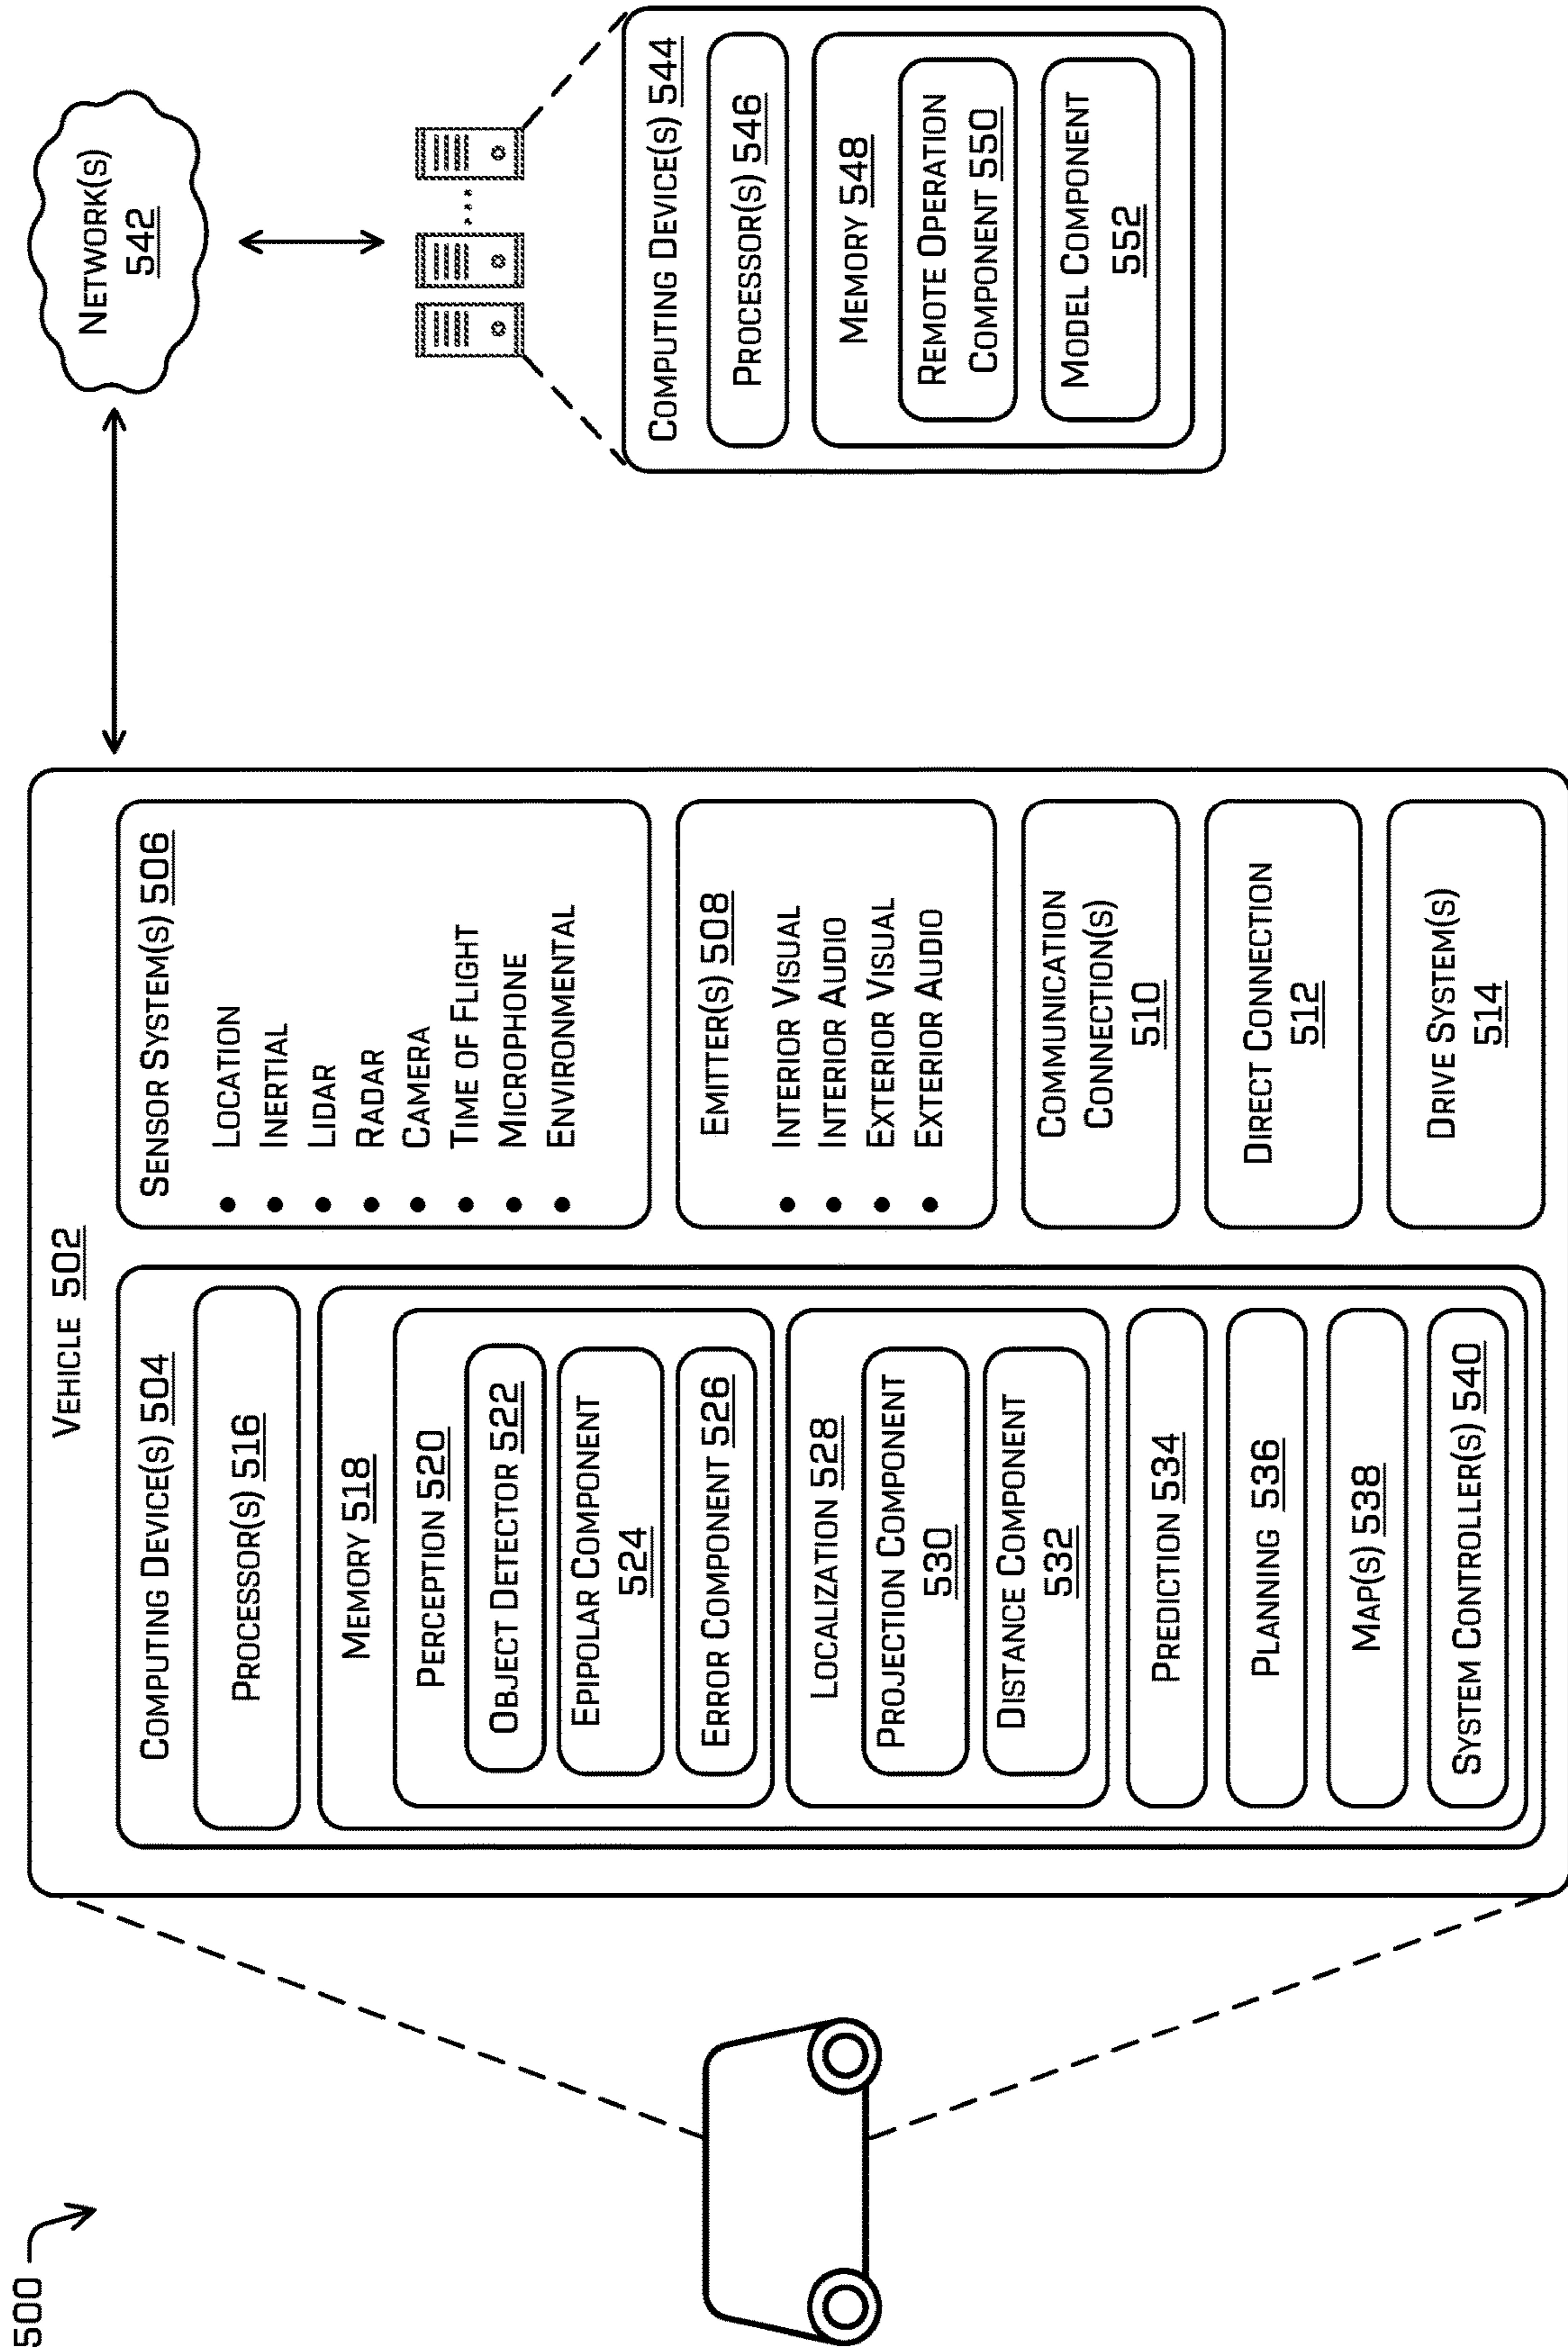 500
VEHICLE 502
COMPUTING DEVICE(S) 504
PROCESSOR(S) 516
MEMORY 518
PERCEPTION 520
OBJECT DETECTOR 522
EPIPOLAR COMPONENT
524
ERROR COMPONENT 526
LOCALIZATION 528
PROJECTION COMPONENT
530
DISTANCE COMPONENT
532
PREDICTION 534
PLANNING 536
MAP(S) 538
SYSTEM CONTROLLER(S) 540
SENSOR SYSTEM(S) 506
• LOCATION
• INERTIAL
• LIDAR
• RADAR
• CAMERA
• TIME OF FLIGHT
• MICROPHONE
• ENVIRONMENTAL
EMITTER(S) 508
• INTERIOR VISUAL
• INTERIOR AUDIO
• EXTERIOR VISUAL
• EXTERIOR AUDIO
COMMUNICATION
CONNECTION(S)
510
DIRECT CONNECTION
512
DRIVE SYSTEM(S)
514
NETWORK(S)
542
COMPUTING DEVICE(S) 544
PROCESSOR(S) 546
MEMORY 548
REMOTE OPERATION
COMPONENT 550
MODEL COMPONENT
552